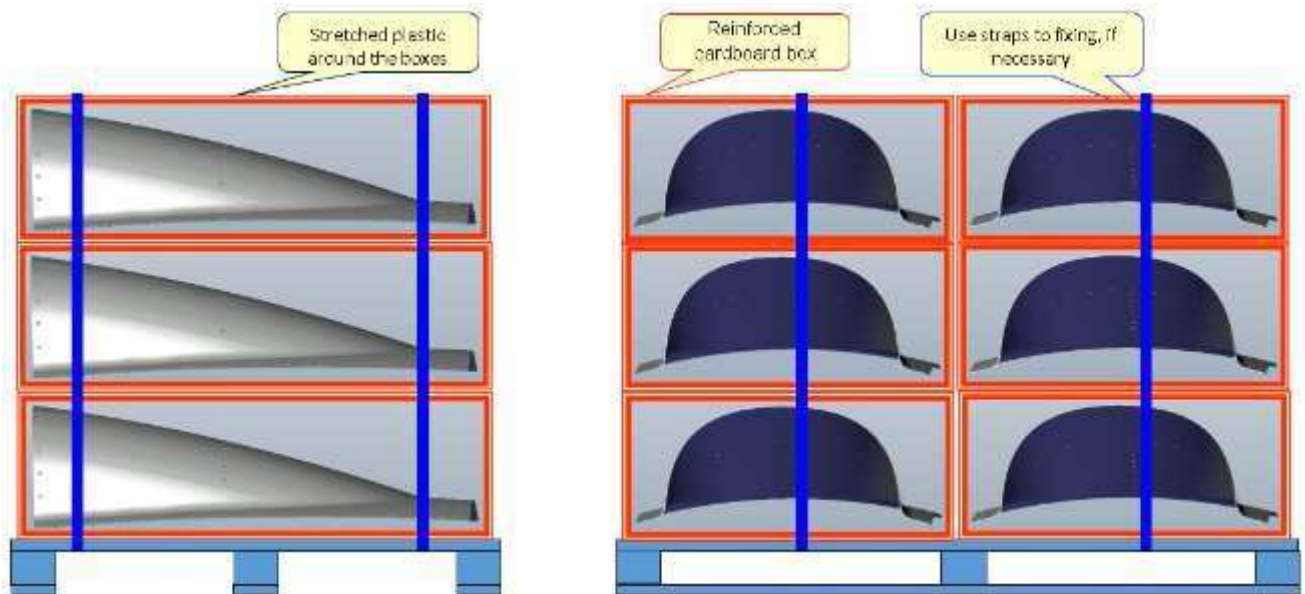 Stretched plastic
around the boxes
Reinforced
cardboard box
Use straps to fixing, if
necessary